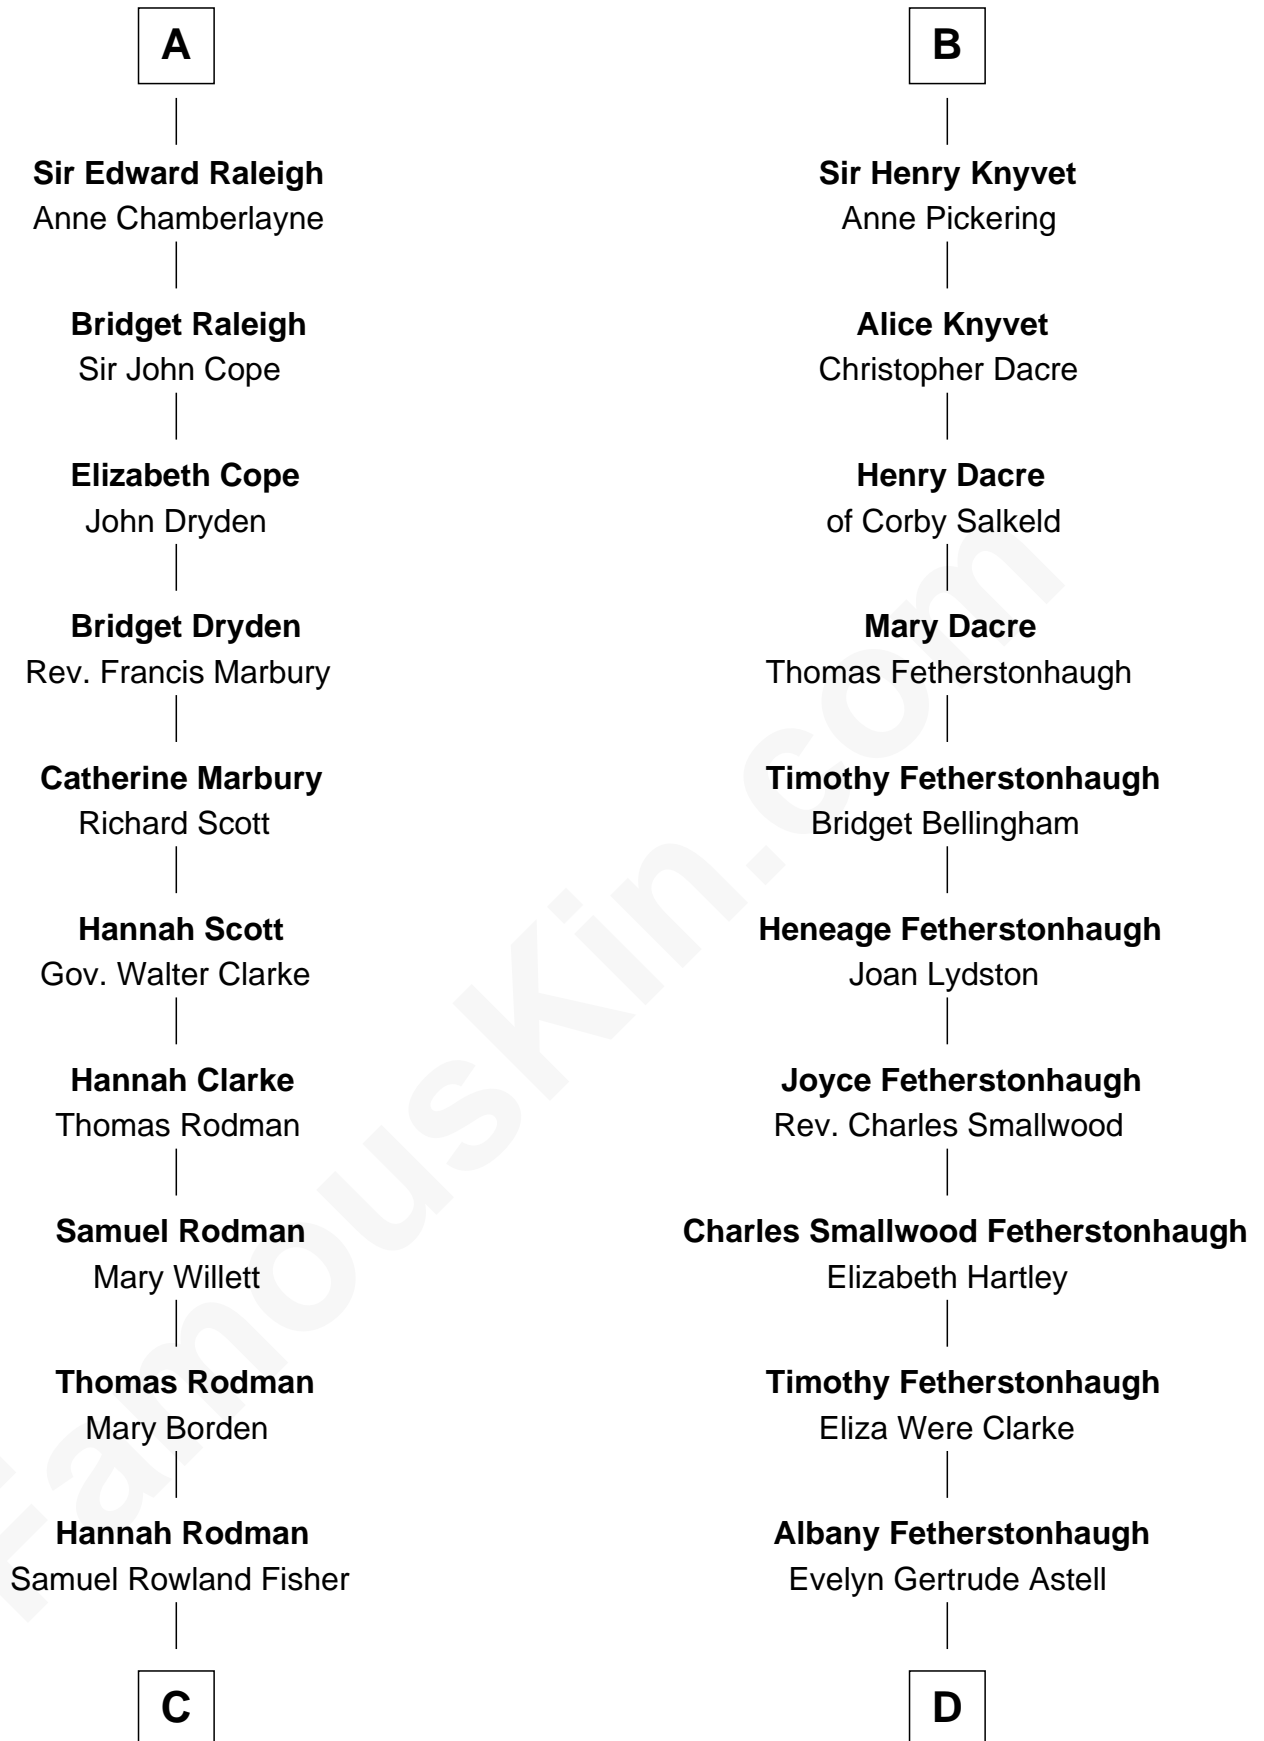 A
Sir Edward Raleigh
Anne Chamberlayne
Bridget Raleigh
Sir John Cope
Elizabeth Cope
John Dryden
Bridget Dryden
Rev. Francis Marbury
Catherine Marbury
Richard Scott
Hannah Scott
Gov. Walter Clarke
Hannah Clarke
Thomas Rodman
Samuel Rodman
Mary Willett
Thomas Rodman
Mary Borden
Hannah Rodman
Samuel Rowland Fisher
C
B
Sir Henry Knyvet
Anne Pickering
Alice Knyvet
Christopher Dacre
Henry Dacre
of Corby Salkeld
Mary Dacre
Thomas Fetherstonhaugh
Timothy Fetherstonhaugh
Bridget Bellingham
Heneage Fetherstonhaugh
Joan Lydston
Joyce Fetherstonhaugh
Rev. Charles Smallwood
Charles Smallwood Fetherstonhaugh
Elizabeth Hartley
Timothy Fetherstonhaugh
Eliza Were Clarke
Albany Fetherstonhaugh
Evelyn Gertrude Astell
D
FamousKin.com